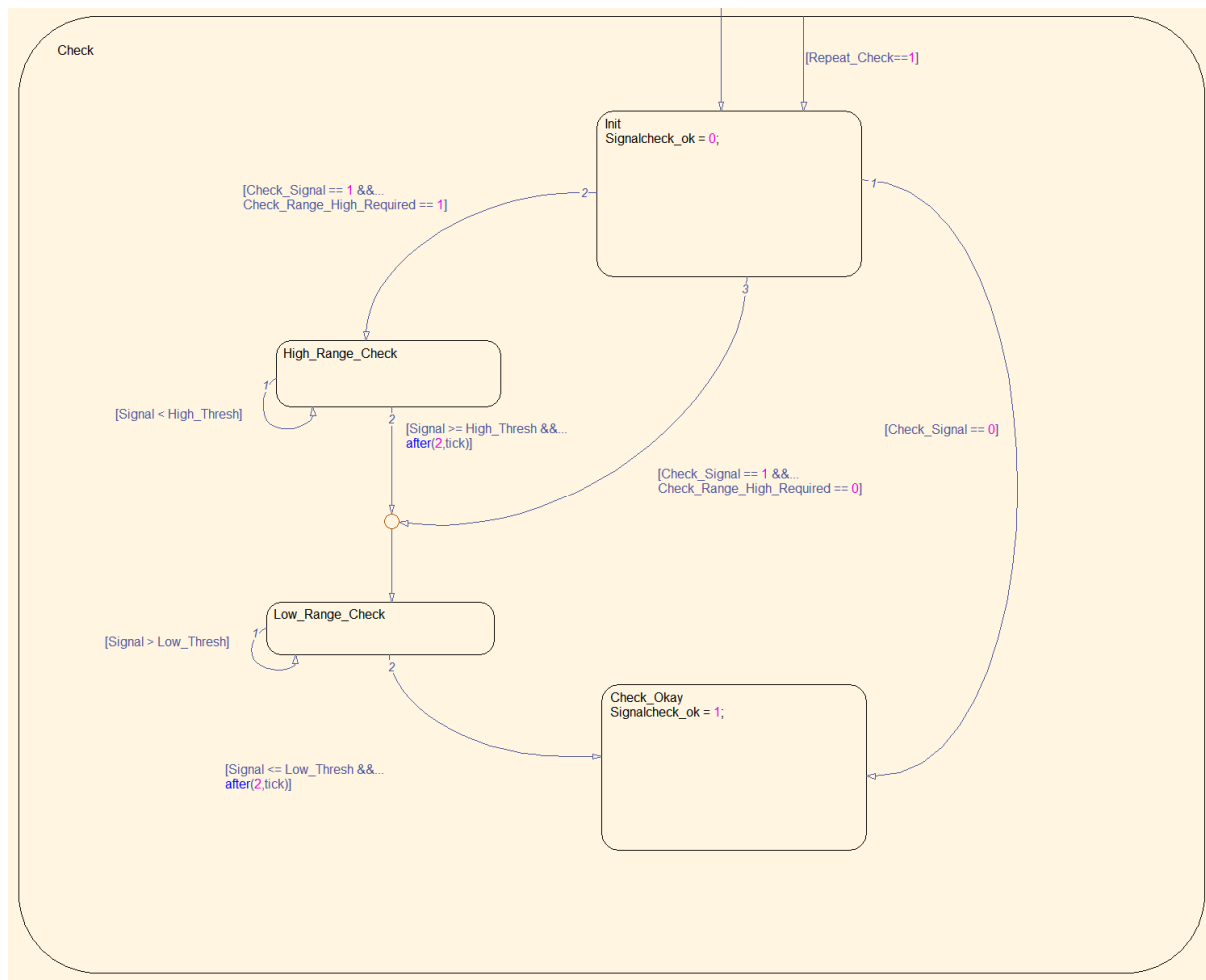 Check
[Repeat_Check==1]
Init
Signalcheck_ok = 0;
1
2
[Check_Signal == 1 &&...
Check_Range_High_Required == 1]
3
High_Range_Check
1
[Signal < High_Thresh]
2
[Signal >= High_Thresh &&...
after(2,tick)]
[Check_Signal == 0]
[Check_Signal == 1 &&...
Check_Range_High_Required == 0]
Low_Range_Check
1
[Signal > Low_Thresh]
2
Check_Okay
Signalcheck_ok = 1;
[Signal <= Low_Thresh &&...
after(2,tick)]